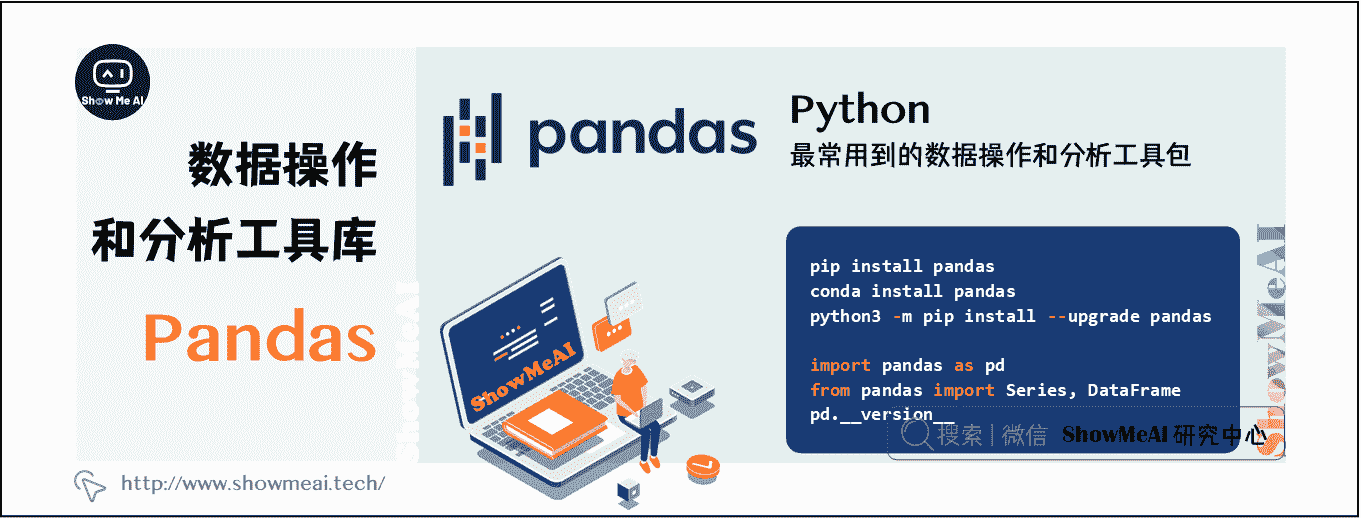 Show Me AI
数据操作
和分析工具库
Pandas
http://www.showmeai.tech/
pandas
Python
最常用到的数据操作和分析工具包
ShowMeAI
pip install pandas
conda install pandas
python3 -m pip install --upgrade pandas
import pandas as pd
from pandas import Series, DataFrame
pd.__version__
搜索 | 微信 ShowMeAI 研究中心
ShowMeAI
ShowMeAI